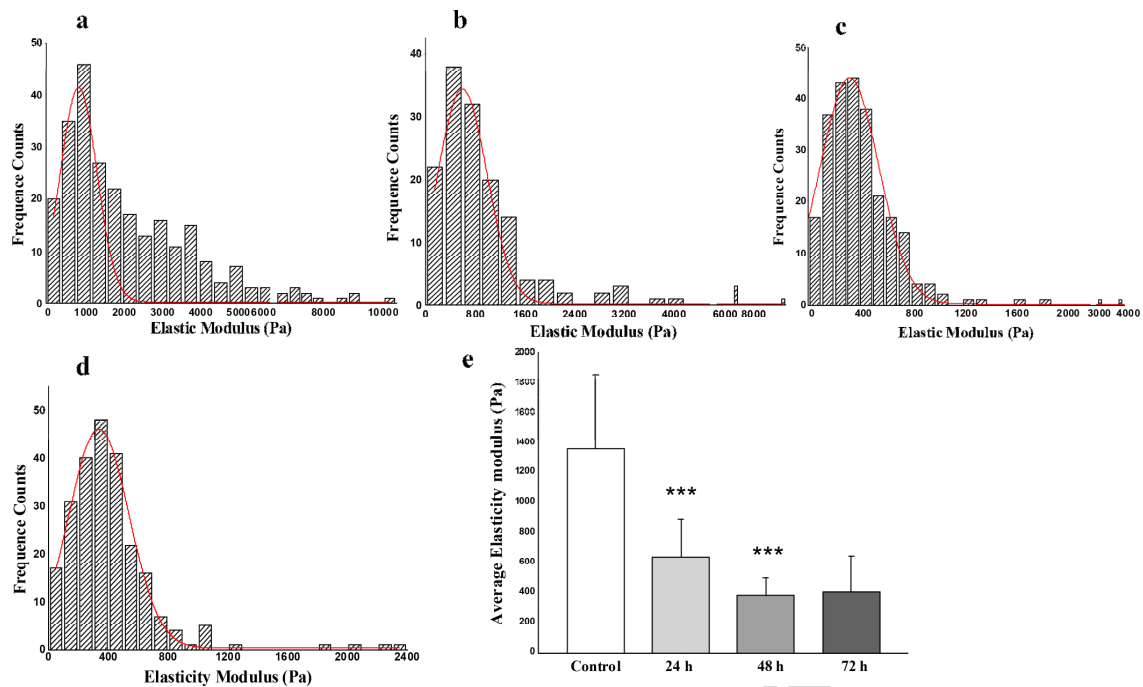 a
50
40
30
20
10
0
Frequence Counts
0 1000 2000 3000 4000 5000 6000 8000 10000
Elastic Modulus (Pa)
b
40
30
20
10
0
Frequence Counts
0 800 1600 2400 3200 4000 6000 8000
Elastic Modulus (Pa)
c
50
40
30
20
10
0
Frequence Counts
0 400 800 1200 1600 2000 3000 4000
Elastic Modulus (Pa)
d
50
40
30
20
10
0
Frequence Counts
0 400 800 1200 1600 2000 2400
Elasticity Modulus (Pa)
e
2000
1800
1600
1400
1200
1000
800
600
400
200
0
Average Elasticity modulus (Pa)
***
***
Control 24 h 48 h 72 h